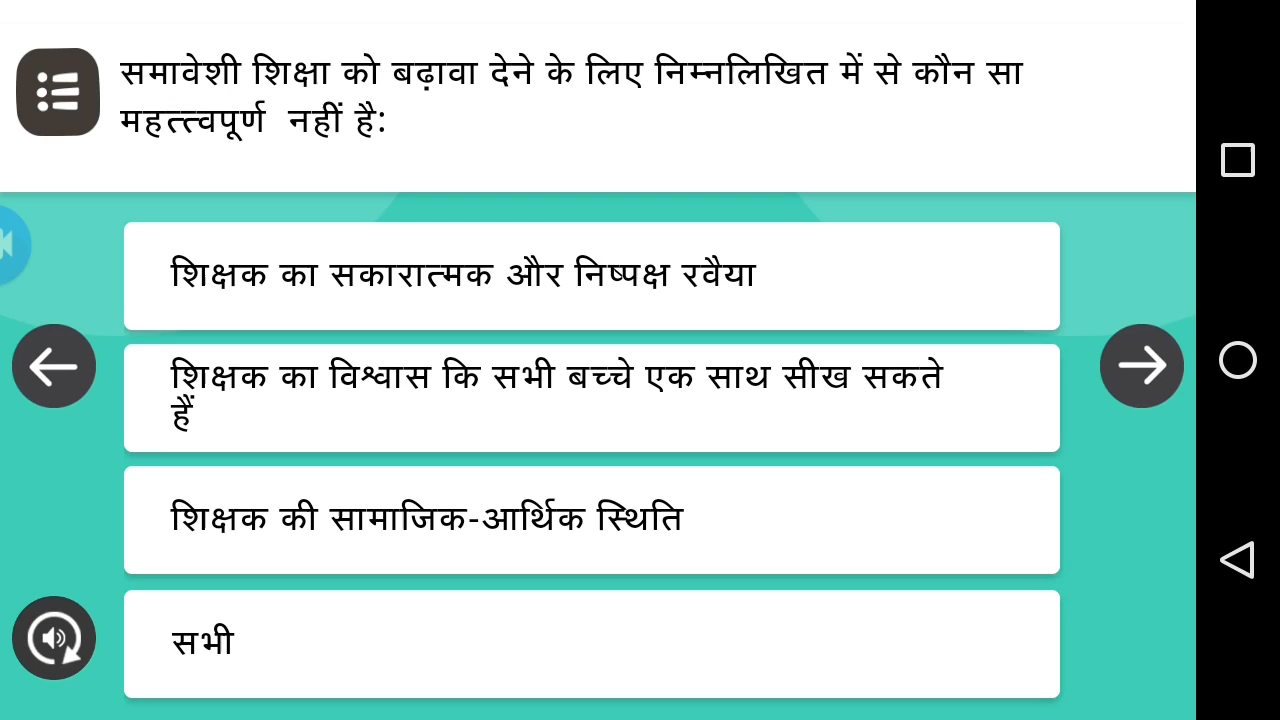 समावेशी शिक्षा को बढ़ावा देने के लिए निम्नलिखित में से कौन सा
महत्त्वपूर्ण नहीं है:
शिक्षक का सकारात्मक और निष्पक्ष रवैया
शिक्षक का विश्वास कि सभी बच्चे एक साथ सीख सकते
हैं
शिक्षक की सामाजिक-आर्थिक स्थिति
सभी